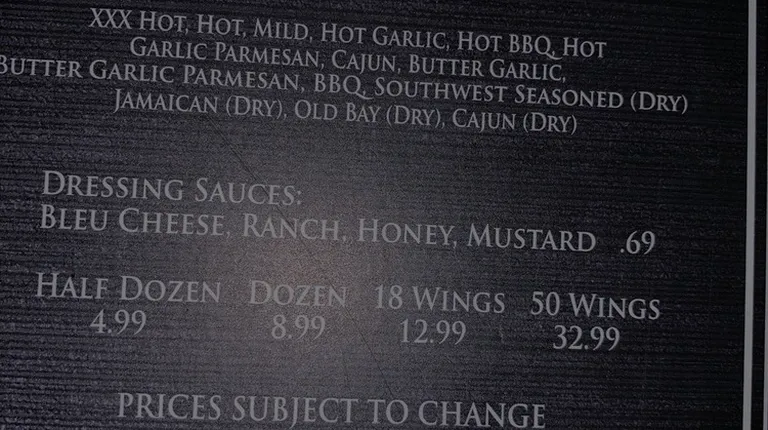 XXX Hot, Hot, Mild, Hot Garlic, Hot BBQ, Hot
Garlic Parmesan, Cajun, Butter Garlic,
Butter Garlic Parmesan, BBQ, Southwest Seasoned (Dry)
Jamaican (Dry), Old Bay (Dry), Cajun (Dry)
Dressing Sauces:
Bleu Cheese, Ranch, Honey, Mustard .69
Half Dozen Dozen 18 Wings 50 Wings
4.99 8.99 12.99 32.99
PRICES SUBJECT TO CHANGE